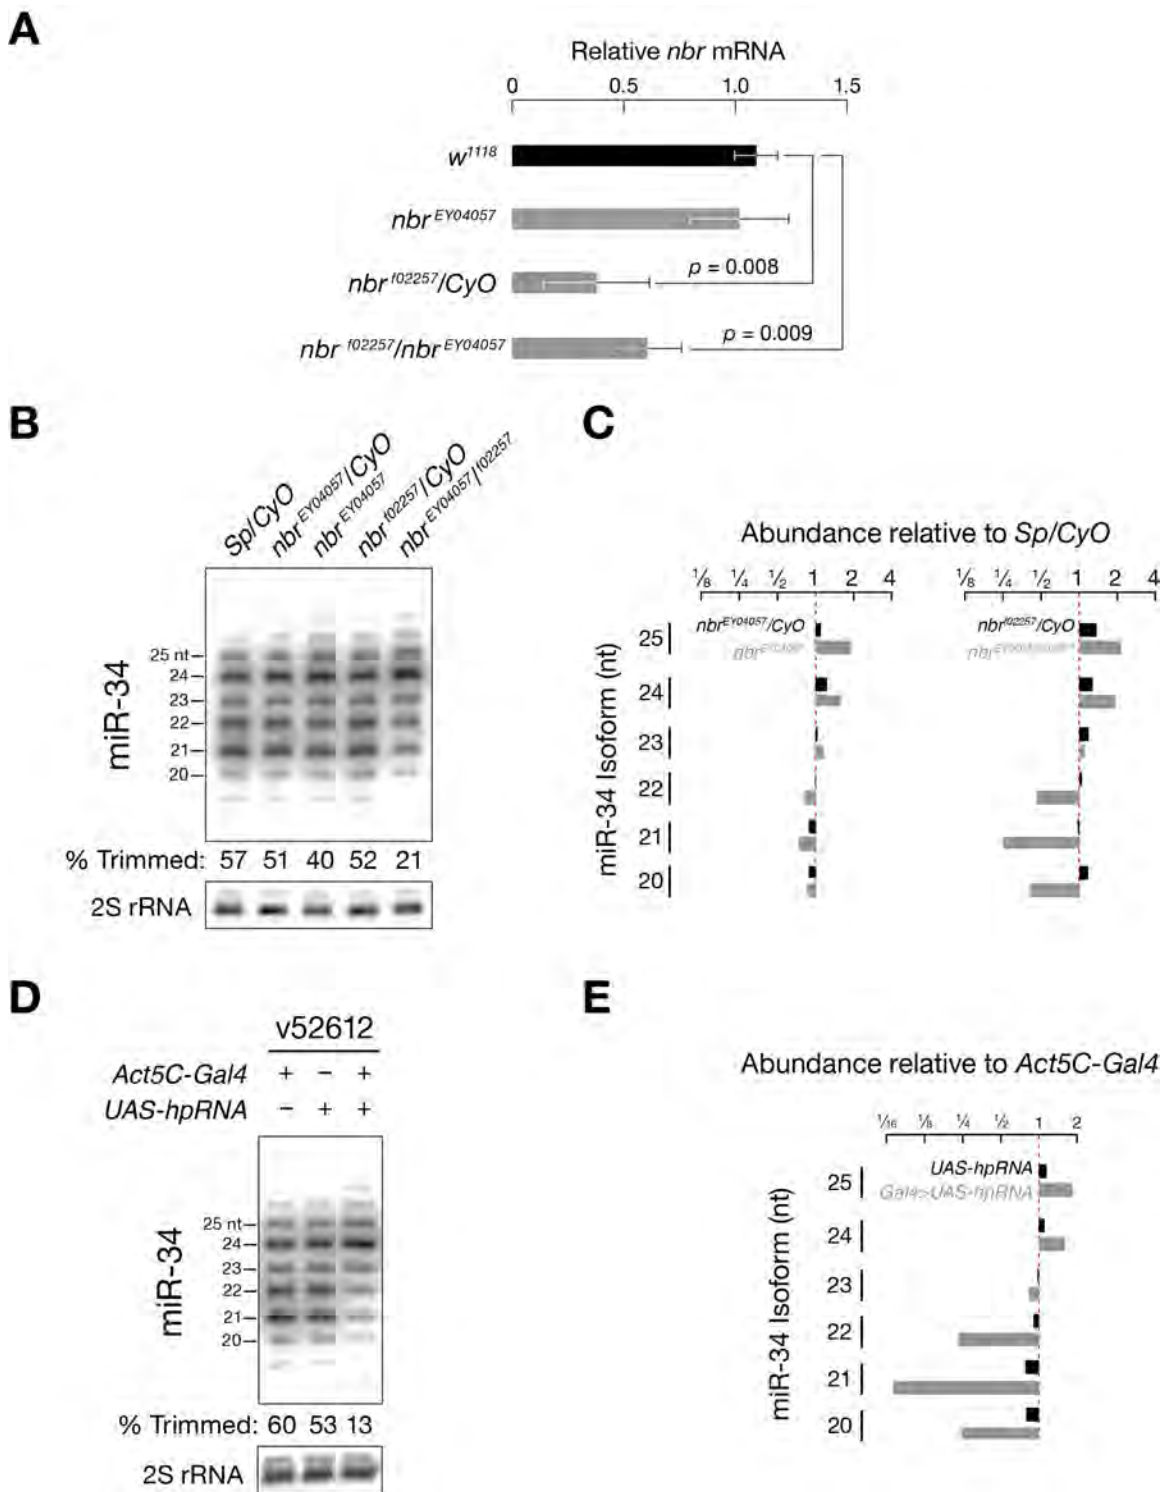 A
Relative nbr mRNA
0 0.5 1.0 1.5
w1118
nbrEY04057
nbrf02257/CyO
p = 0.008
nbr f02257/nbrEY04057
p = 0.009
B
Sp/CyO
nbrEY04057/CyO
nbrEY04057
nbrf02257/CyO
nbrEY04057/f02257
miR-34
25 nt
24
23
22
21
20
% Trimmed: 57 51 40 52 21
2S rRNA
C
Abundance relative to Sp/CyO
⅛ ¼ ½ 1 2 4
⅛ ¼ ½ 1 2 4
miR-34 Isoform (nt)
25
nbrEY04057/CyO
nbrf02257/CyO
24
23
22
21
20
D
v52612
Act5C-Gal4 + − +
UAS-hpRNA − + +
miR-34
25 nt
24
23
22
21
20
% Trimmed: 60 53 13
2S rRNA
E
Abundance relative to Act5C-Gal4
1/16 ⅛ ¼ ½ 1 2
miR-34 Isoform (nt)
25
UAS-hpRNA
Gal4>UAS-hpRNA
24
23
22
21
20